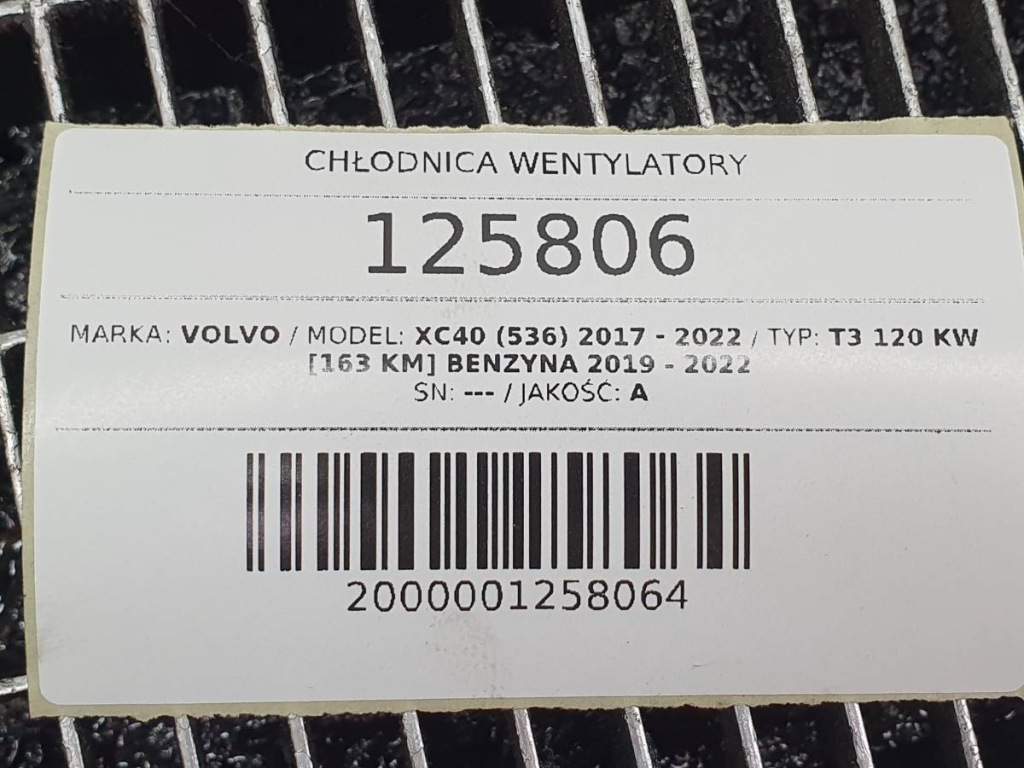 CHŁODNICA WENTYLATORY
125806
MARKA: VOLVO / MODEL: XC40 (536) 2017 - 2022 / TYP: T3 120 KW
[163 KM] BENZYNA 2019 - 2022
SN: --- / JAKOŚĆ: A
2000001258064